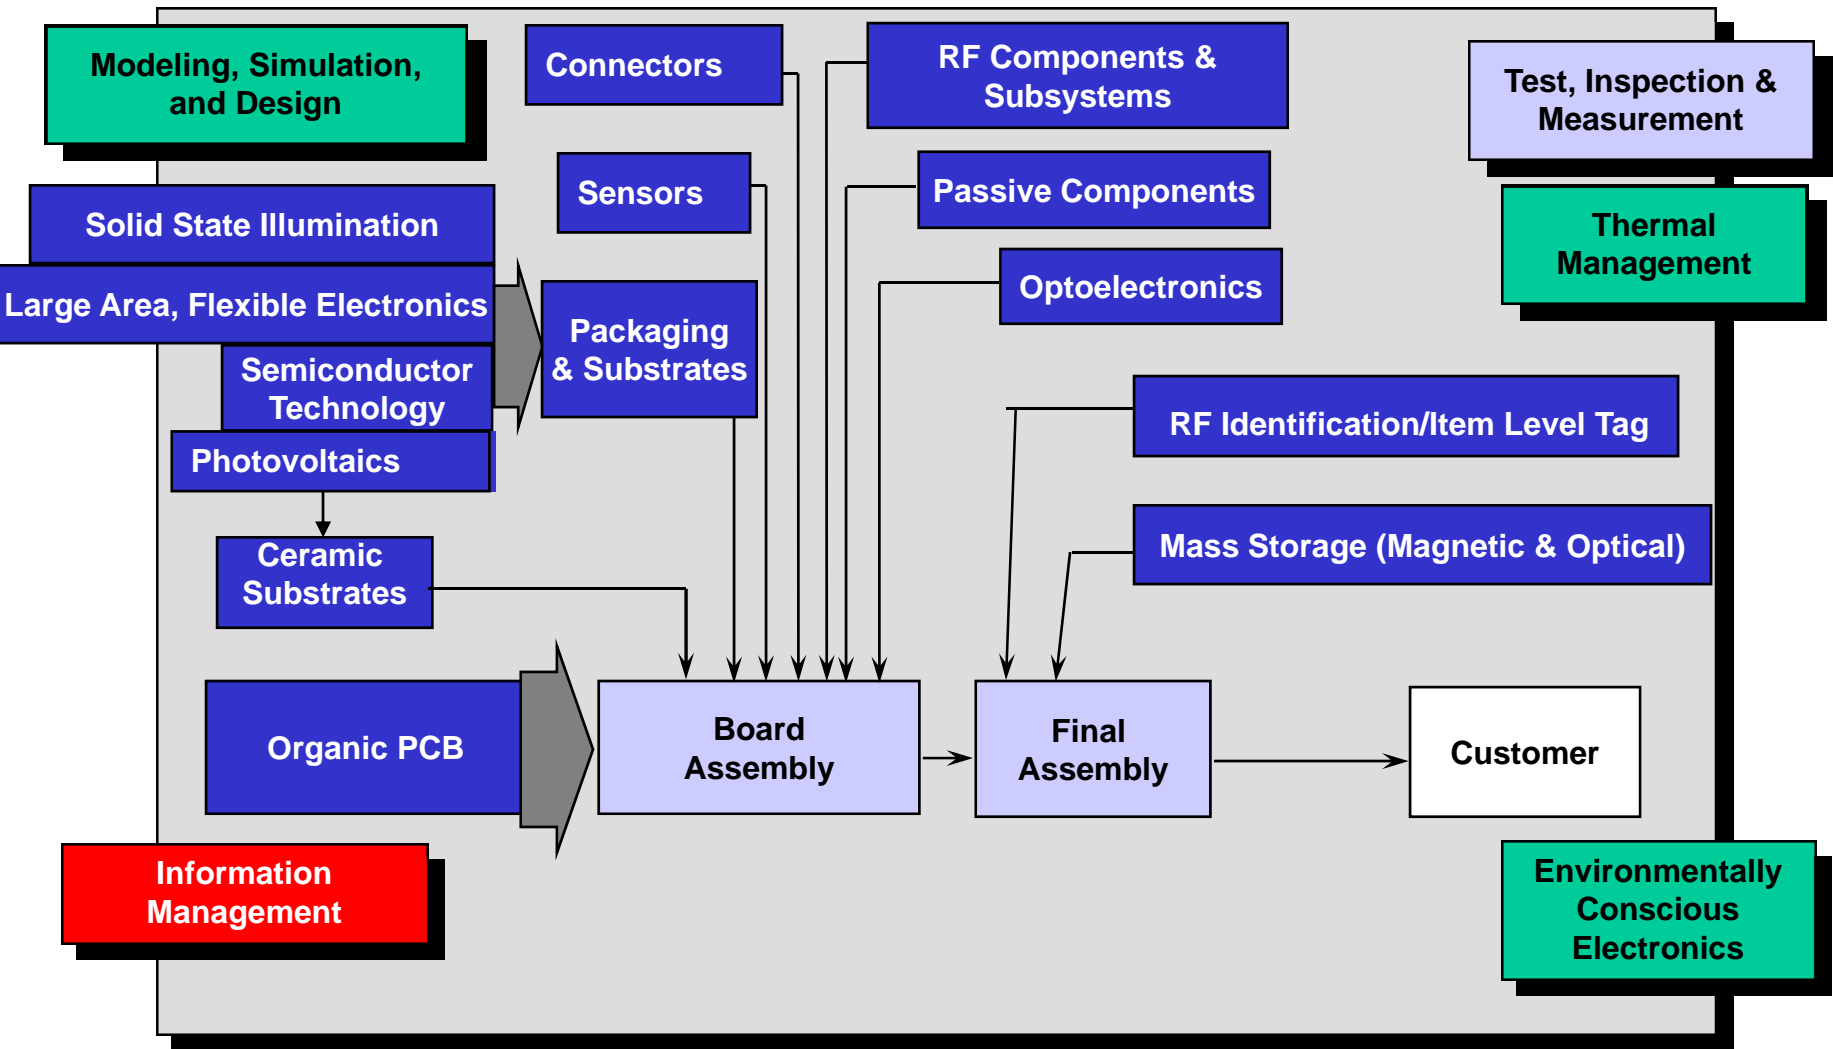 Modeling, Simulation,
and Design
Connectors
RF Components &
Subsystems
Test, Inspection &
Measurement
Sensors
Passive Components
Solid State Illumination
Thermal
Management
Large Area, Flexible Electronics
Optoelectronics
Packaging
& Substrates
Semiconductor
Technology
RF Identification/Item Level Tag
Photovoltaics
Mass Storage (Magnetic & Optical)
Ceramic
Substrates
Organic PCB
Board
Assembly
Final
Assembly
Customer
Information
Management
Environmentally
Conscious
Electronics